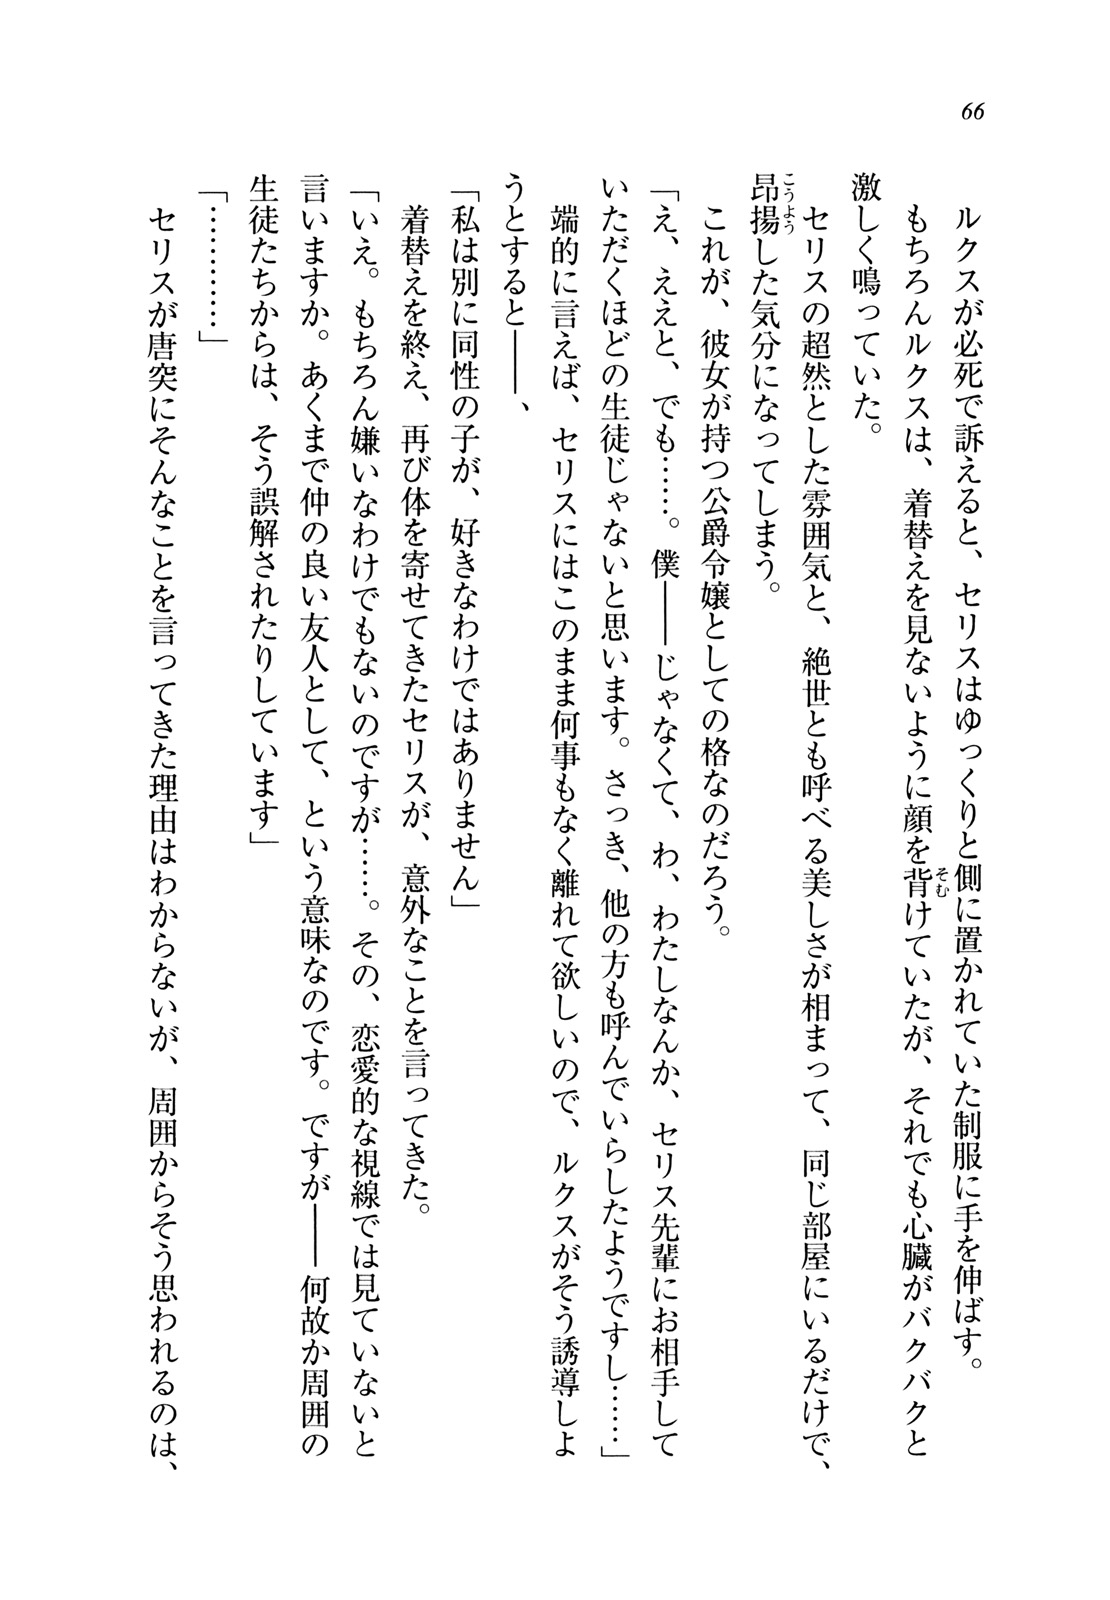 66
ルクスが必死で訴えると、セリスはゆっくりと側に置かれていた制服に手を伸ばす。
もちろんルクスは、着替えを見ないように顔を背けていたが、それでも心臓がバクバクと
激しく鳴っていた。
セリスの超然とした雰囲気と、絶世とも呼べる美しさが相まって、同じ部屋にいるだけで、
昂揚した気分になってしまう。
これが、彼女が持つ公爵令嬢としての格なのだろう。
「え、ええと、でも……。僕――じゃなくて、わ、わたしなんか、セリス先輩にお相手して
いただくほどの生徒じゃないと思います。さっき、他の方も呼んでいらしたようですし……」
端的に言えば、セリスにはこのまま何事もなく離れて欲しいので、ルクスがそう誘導しよ
うとすると――、
「私は別に同性の子が、好きなわけではありません」
着替えを終え、再び体を寄せてきたセリスが、意外なことを言ってきた。
「いえ。もちろん嫌いなわけでもないのですが……。その、恋愛的な視線では見ていないと
言いますか。あくまで仲の良い友人として、という意味なのです。ですが――何故か周囲の
生徒たちからは、そう誤解されたりしています」
「…………」
セリスが唐突にそんなことを言ってきた理由はわからないが、周囲からそう思われるのは、
そむ
こうよう